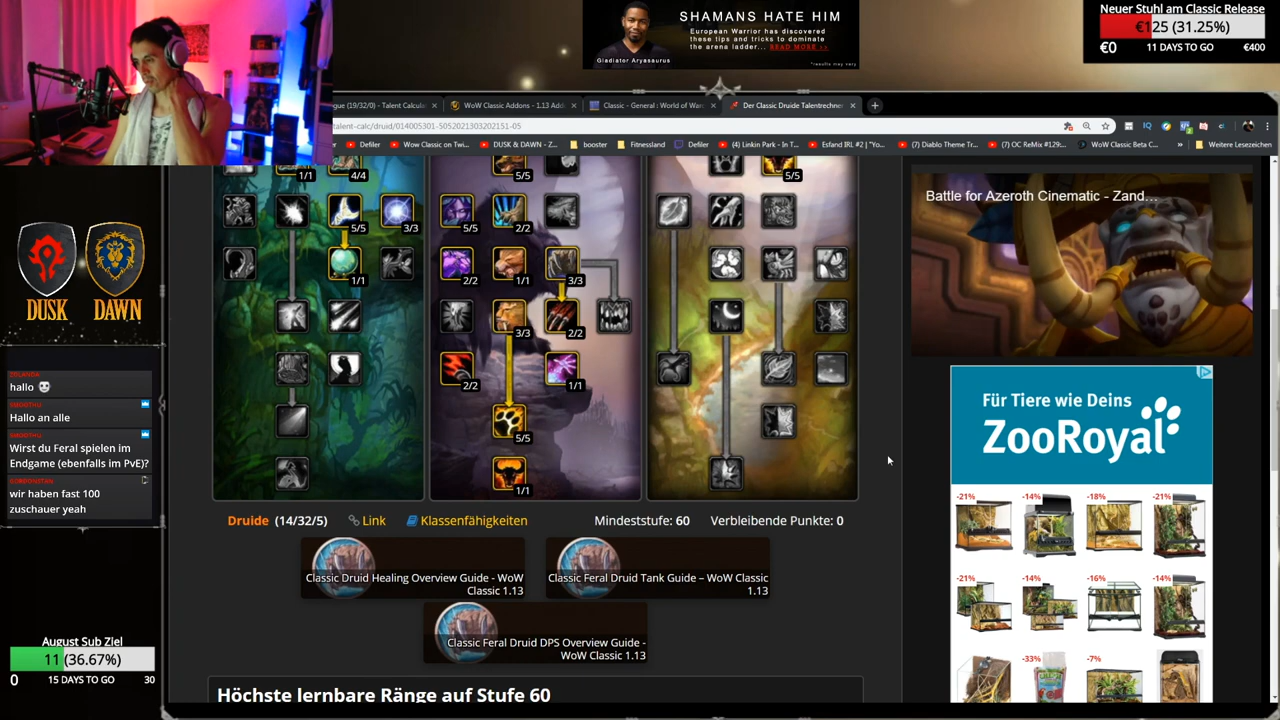 SHAMANS HATE HIM
European Warrior has discovered
these tips and tricks to dominate
the arena ladder... READ MORE >>
Gladiator Aryasaurus
*results may vary
Neuer Stuhl am Classic Release
€125 (31.25%)
€0 11 DAYS TO GO €400
gue (19/32/0) - Talent Calcula
WoW Classic Addons - 1.13 Add
Classic - General : World of War
Der Classic Druide Talentrechner
talent-calc/druid/014005301-5052021303202151-05
Defiler
Wow Classic on Twi...
DUSK & DAWN - Z...
booster
Fitnessland
Defiler
(4) Linkin Park - In T...
Esfand IRL #2 | "Yo...
(7) Diablo Theme Tr...
(7) OC ReMix #129:...
WoW Classic Beta C...
»
Weitere Lesezeichen
1/1
4/4
5/5
5/5
5/5
3/3
5/5
2/2
1/1
2/2
1/1
3/3
3/3
2/2
2/2
1/1
5/5
1/1
Druide (14/32/5)
Link
Klassenfähigkeiten
Mindeststufe: 60
Verbleibende Punkte: 0
Classic Druid Healing Overview Guide - WoW
Classic 1.13
Classic Feral Druid Tank Guide – WoW Classic
1.13
Classic Feral Druid DPS Overview Guide -
WoW Classic 1.13
Höchste lernbare Ränge auf Stufe 60
Battle for Azeroth Cinematic - Zand...
Für Tiere wie Deins
ZooRoyal
-21%
-14%
-18%
-21%
-21%
-14%
-16%
-14%
-33%
-7%
DUSK
DAWN
hallo
Hallo an alle
Wirst du Feral spielen im
Endgame (ebenfalls im PvE)?
wir haben fast 100
zuschauer yeah
August Sub Ziel
11 (36.67%)
0 15 DAYS TO GO 30